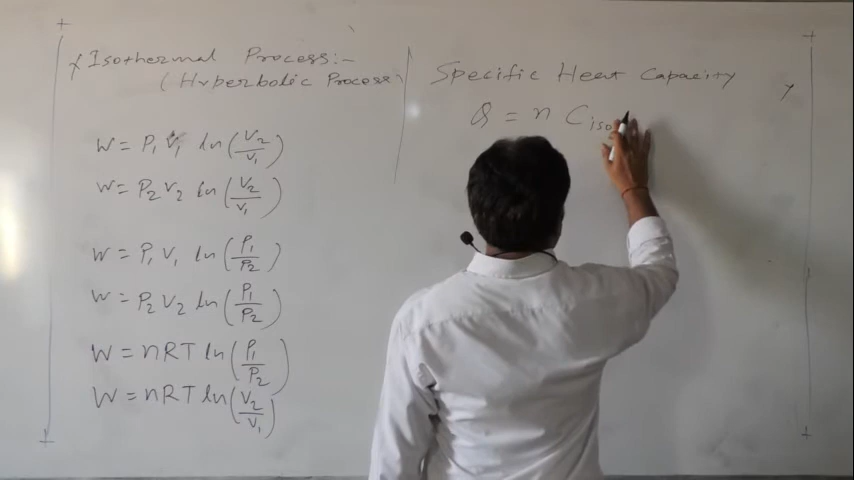 * Isothermal Process:-
(Hyperbolic Process)
W = P₁ V₁ ln(V₂/V₁)
W = P₂ V₂ ln(V₂/V₁)
W = P₁ V₁ ln(P₁/P₂)
W = P₂ V₂ ln(P₁/P₂)
W = nRT ln(P₁/P₂)
W = nRT ln(V₂/V₁)
Specific Heat Capacity
Q = n C_iso